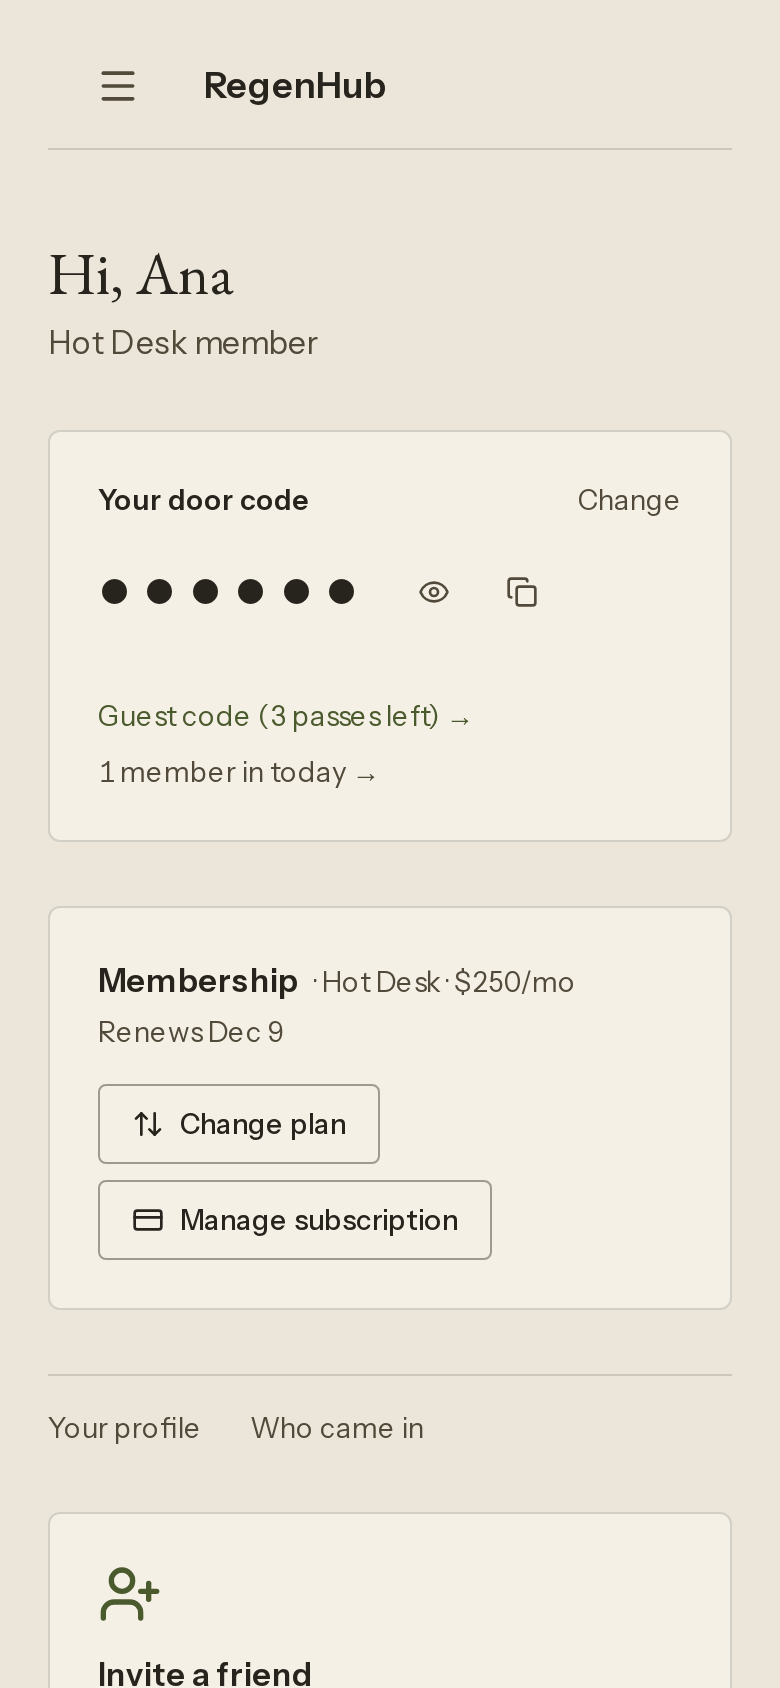 RegenHub
Hi, Ana
Hot Desk member
Your door code
Change
Guest code (3 passes left) →
1 member in today →
Membership · Hot Desk · $250/mo
Renews Dec 9
Change plan
Manage subscription
Your profile
Who came in
Invite a friend